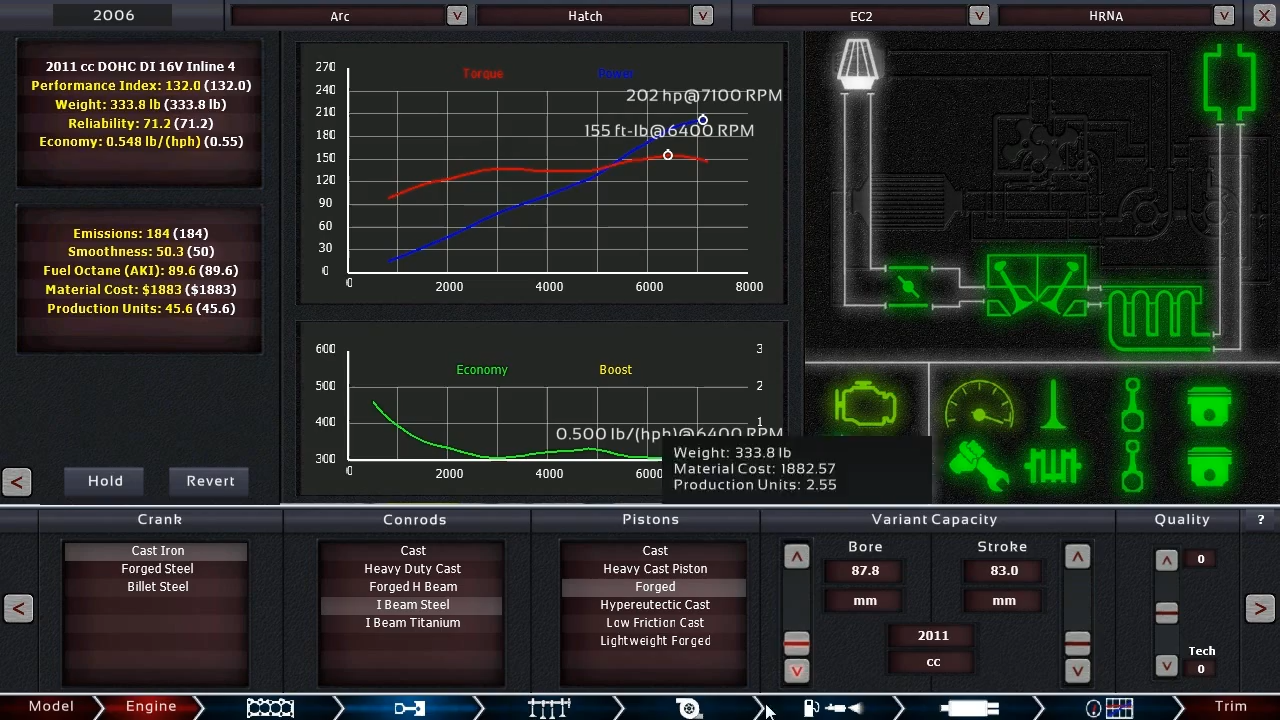 2006
Arc
Hatch
EC2
HRNA
X
2011 cc DOHC DI 16V Inline 4
Performance Index: 132.0 (132.0)
Weight: 333.8 lb (333.8 lb)
Reliability: 71.2 (71.2)
Economy: 0.548 lb/(hph) (0.55)
Emissions: 184 (184)
Smoothness: 50.3 (50)
Fuel Octane (AKI): 89.6 (89.6)
Material Cost: $1883 ($1883)
Production Units: 45.6 (45.6)
Hold
Revert
Torque
Power
202 hp@7100 RPM
155 ft-lb@6400 RPM
270
240
210
180
150
120
90
60
30
0
0
2000
4000
6000
8000
Economy
Boost
600
500
400
300
3
2
1
0.500 lb/(hph)@6400 RPM
0
2000
4000
6000
Weight: 333.8 lb
Material Cost: 1882.57
Production Units: 2.55
Crank
Cast Iron
Forged Steel
Billet Steel
Conrods
Cast
Heavy Duty Cast
Forged H Beam
I Beam Steel
I Beam Titanium
Pistons
Cast
Heavy Cast Piston
Forged
Hypereutectic Cast
Low Friction Cast
Lightweight Forged
Variant Capacity
Bore
87.8
mm
Stroke
83.0
mm
2011
cc
Quality
0
Tech
0
?
Model
Engine
Trim